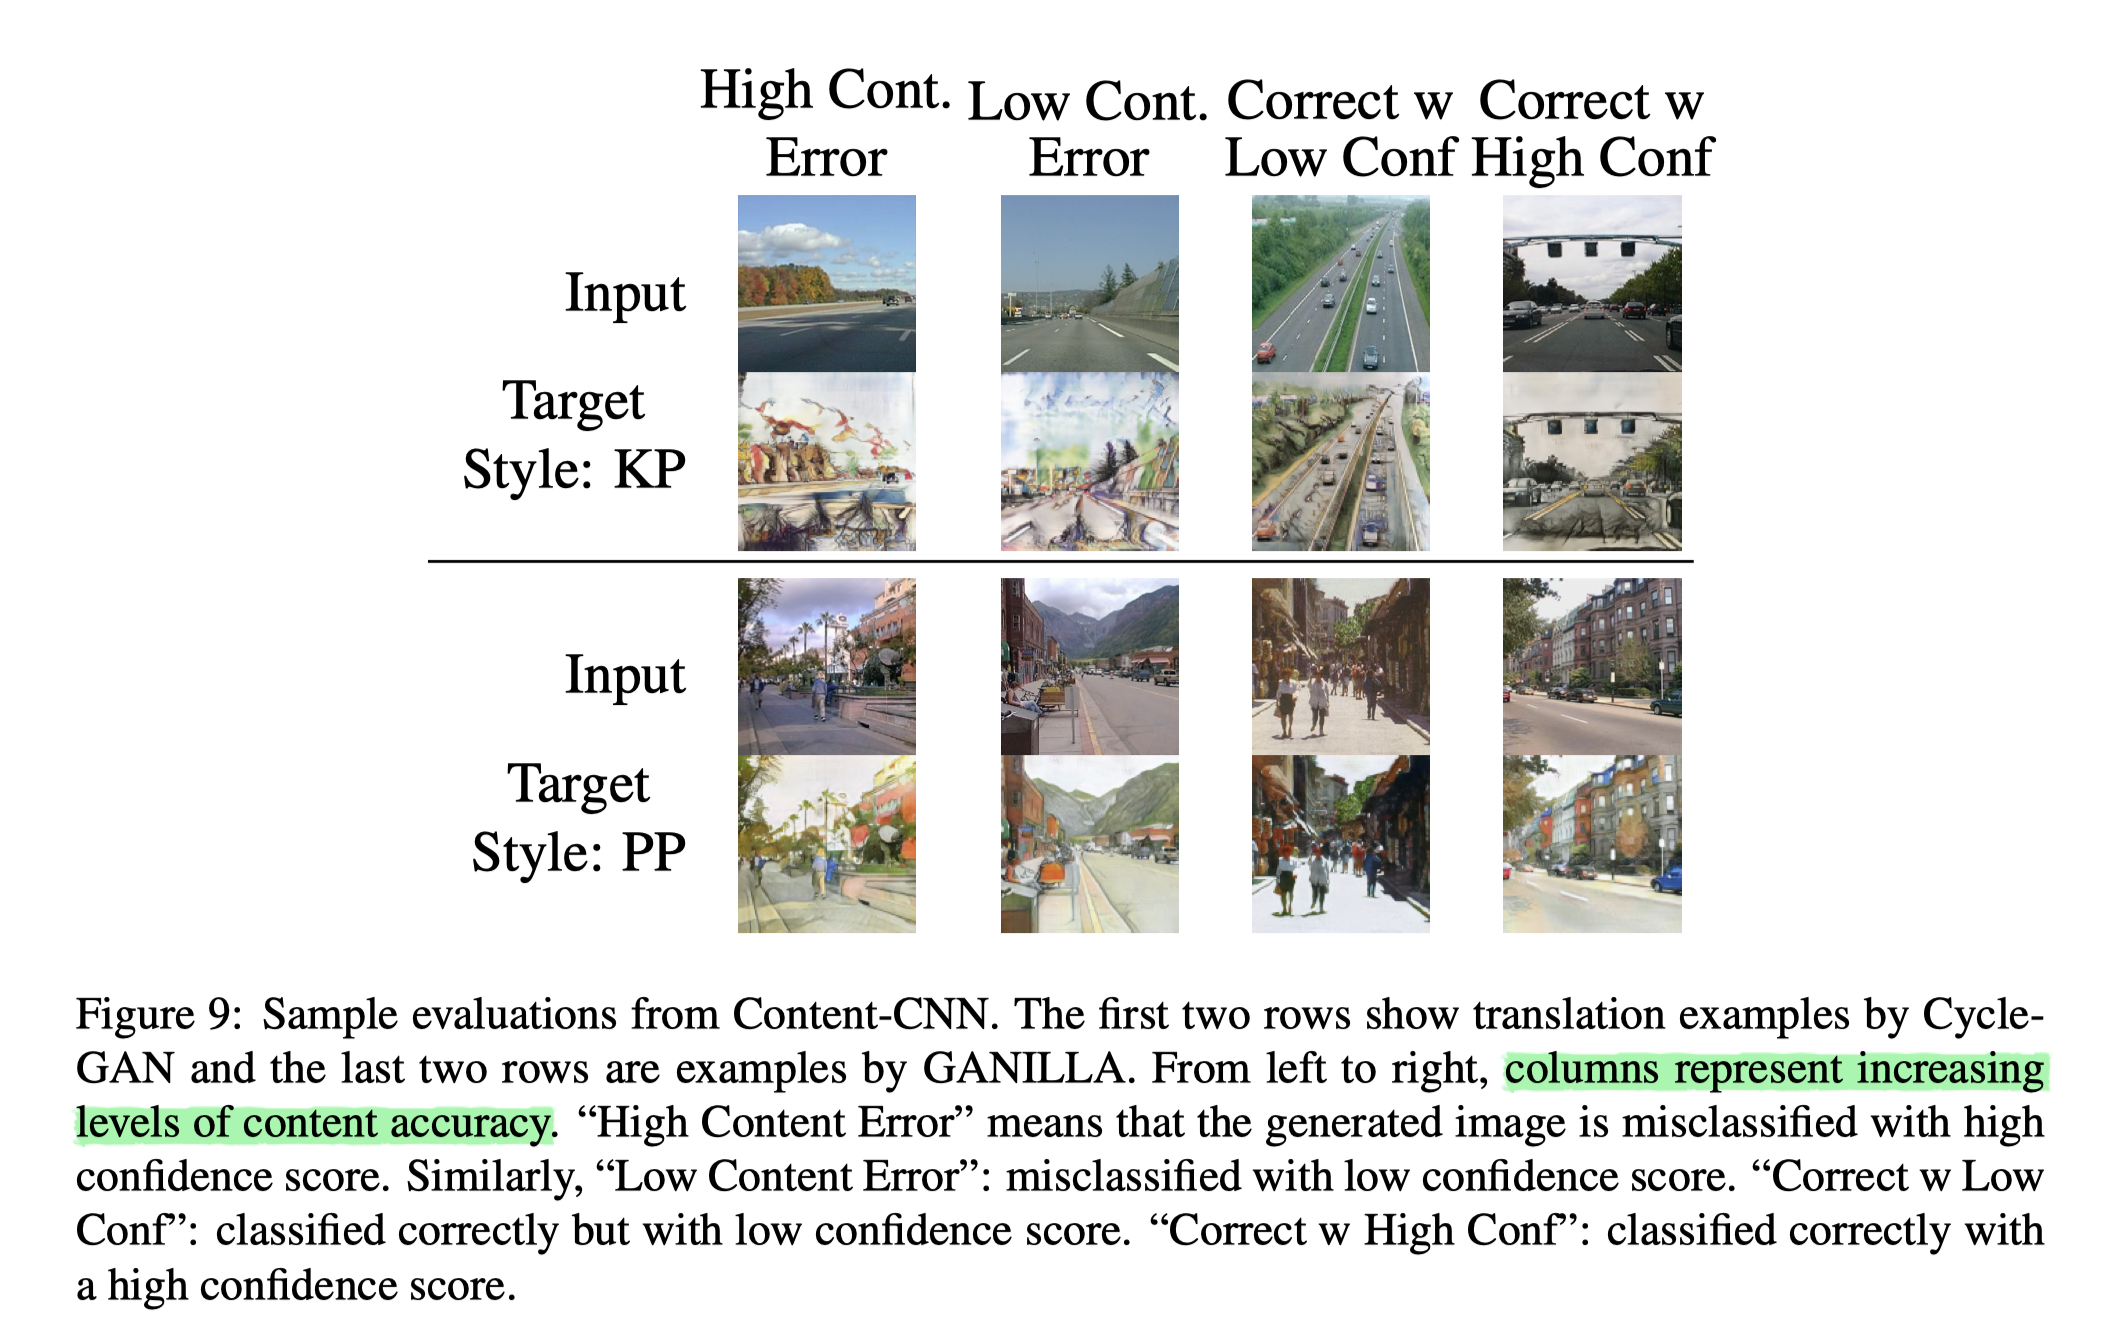 High Cont. Low Cont. Correct w Correct w
Error Error Low Conf High Conf
Input
Target
Style: KP
Input
Target
Style: PP
Figure 9: Sample evaluations from Content-CNN. The first two rows show translation examples by Cycle-
GAN and the last two rows are examples by GANILLA. From left to right, columns represent increasing
levels of content accuracy. “High Content Error” means that the generated image is misclassified with high
confidence score. Similarly, “Low Content Error”: misclassified with low confidence score. “Correct w Low
Conf”: classified correctly but with low confidence score. “Correct w High Conf”: classified correctly with
a high confidence score.